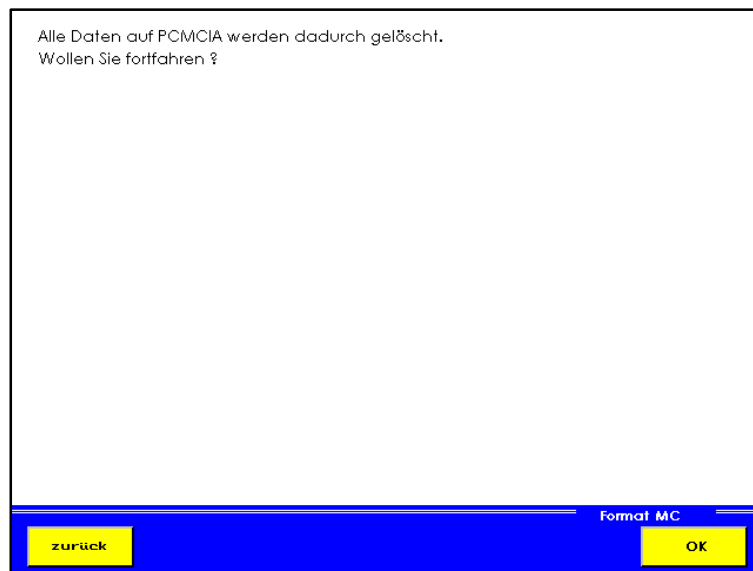 Alle Daten auf PCMCIA werden dadurch gelöscht.
Wollen Sie fortfahren ?
Format MC
zurück
OK